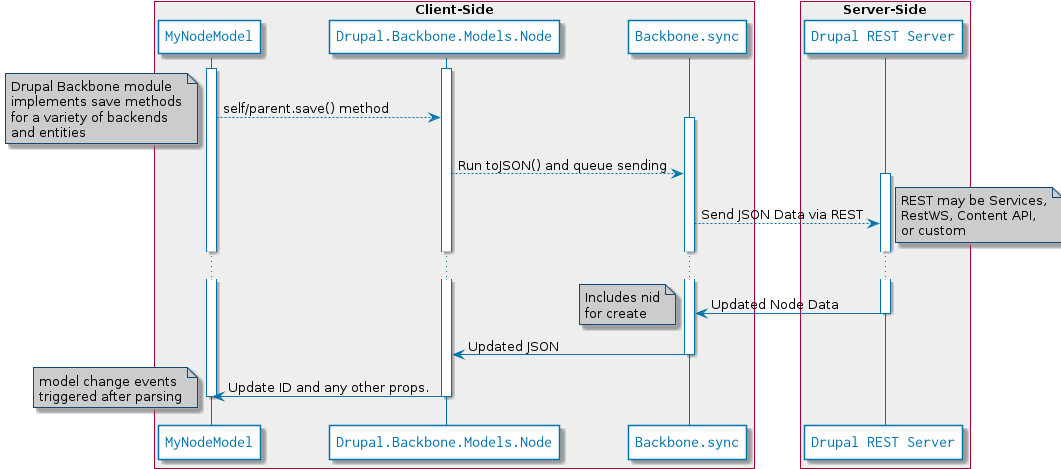 Client-Side
Server-Side
MyNodeModel
Drupal.Backbone.Models.Node
Backbone.sync
Drupal REST Server
Drupal Backbone module
implements save methods
for a variety of backends
and entities
self/parent.save() method
Run toJSON() and queue sending
Send JSON Data via REST
REST may be Services,
RestWS, Content API,
or custom
Includes nid
for create
Updated Node Data
Updated JSON
model change events
triggered after parsing
Update ID and any other props.
MyNodeModel
Drupal.Backbone.Models.Node
Backbone.sync
Drupal REST Server